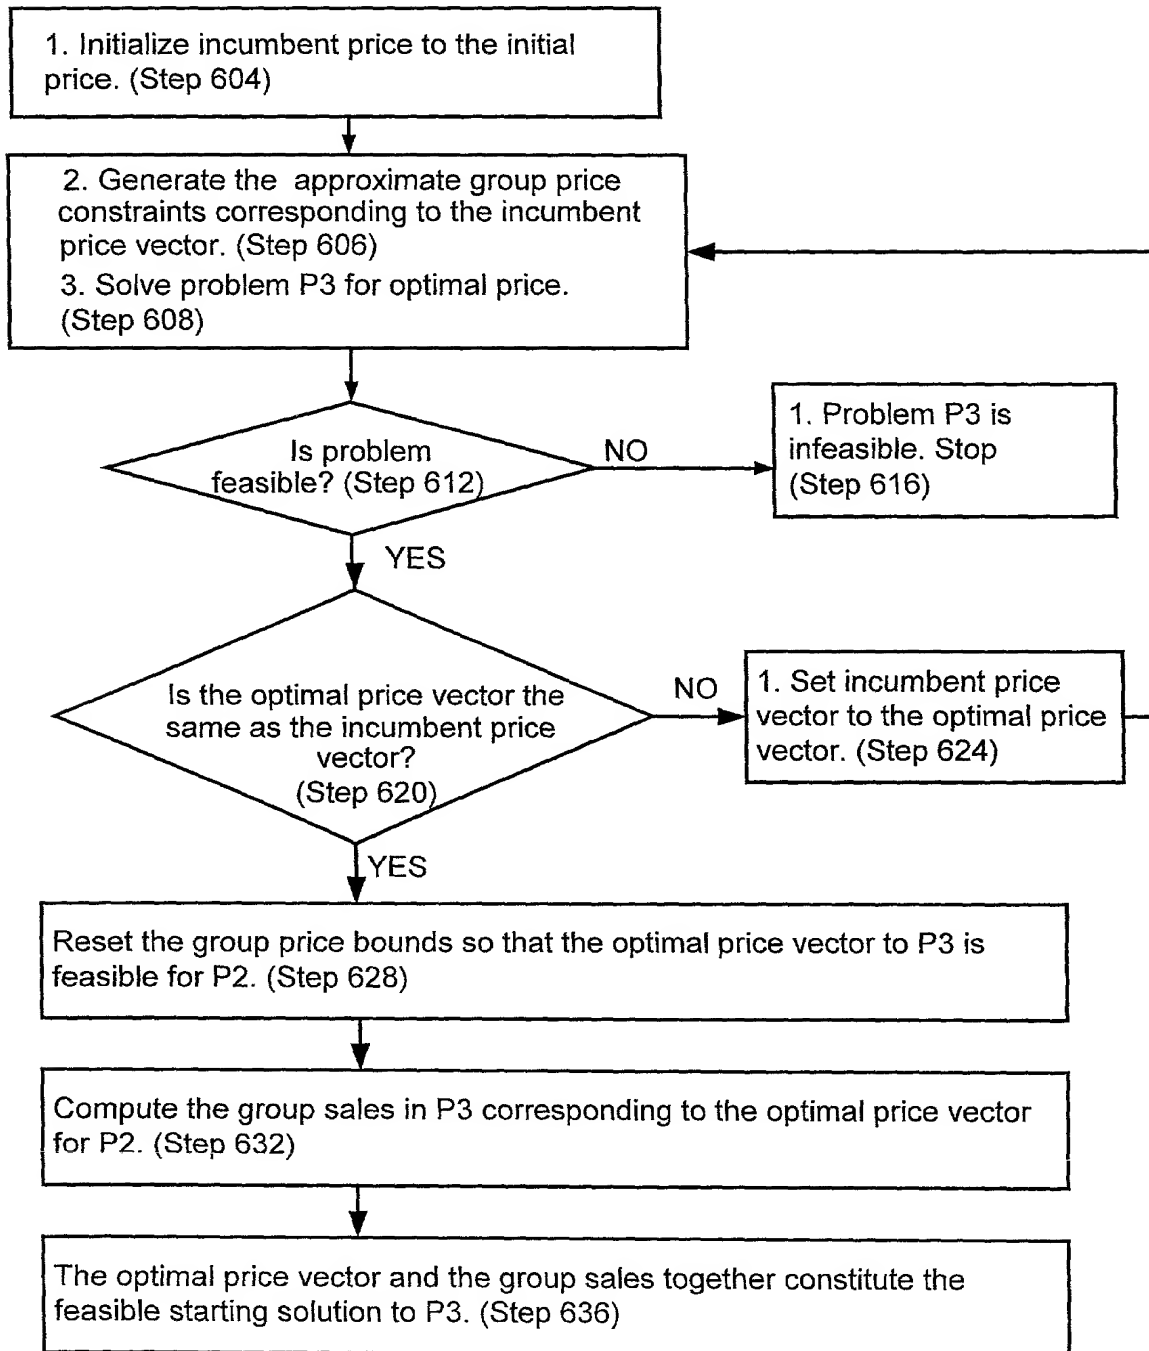 1. Initialize incumbent price to the initial
price. (Step 604)
2. Generate the approximate group price
constraints corresponding to the incumbent
price vector. (Step 606)
3. Solve problem P3 for optimal price.
(Step 608)
Is problem
feasible? (Step 612)
NO
1. Problem P3 is
infeasible. Stop
(Step 616)
YES
Is the optimal price vector the
same as the incumbent price
vector?
(Step 620)
NO
1. Set incumbent price
vector to the optimal price
vector. (Step 624)
YES
Reset the group price bounds so that the optimal price vector to P3 is
feasible for P2. (Step 628)
Compute the group sales in P3 corresponding to the optimal price vector
for P2. (Step 632)
The optimal price vector and the group sales together constitute the
feasible starting solution to P3. (Step 636)